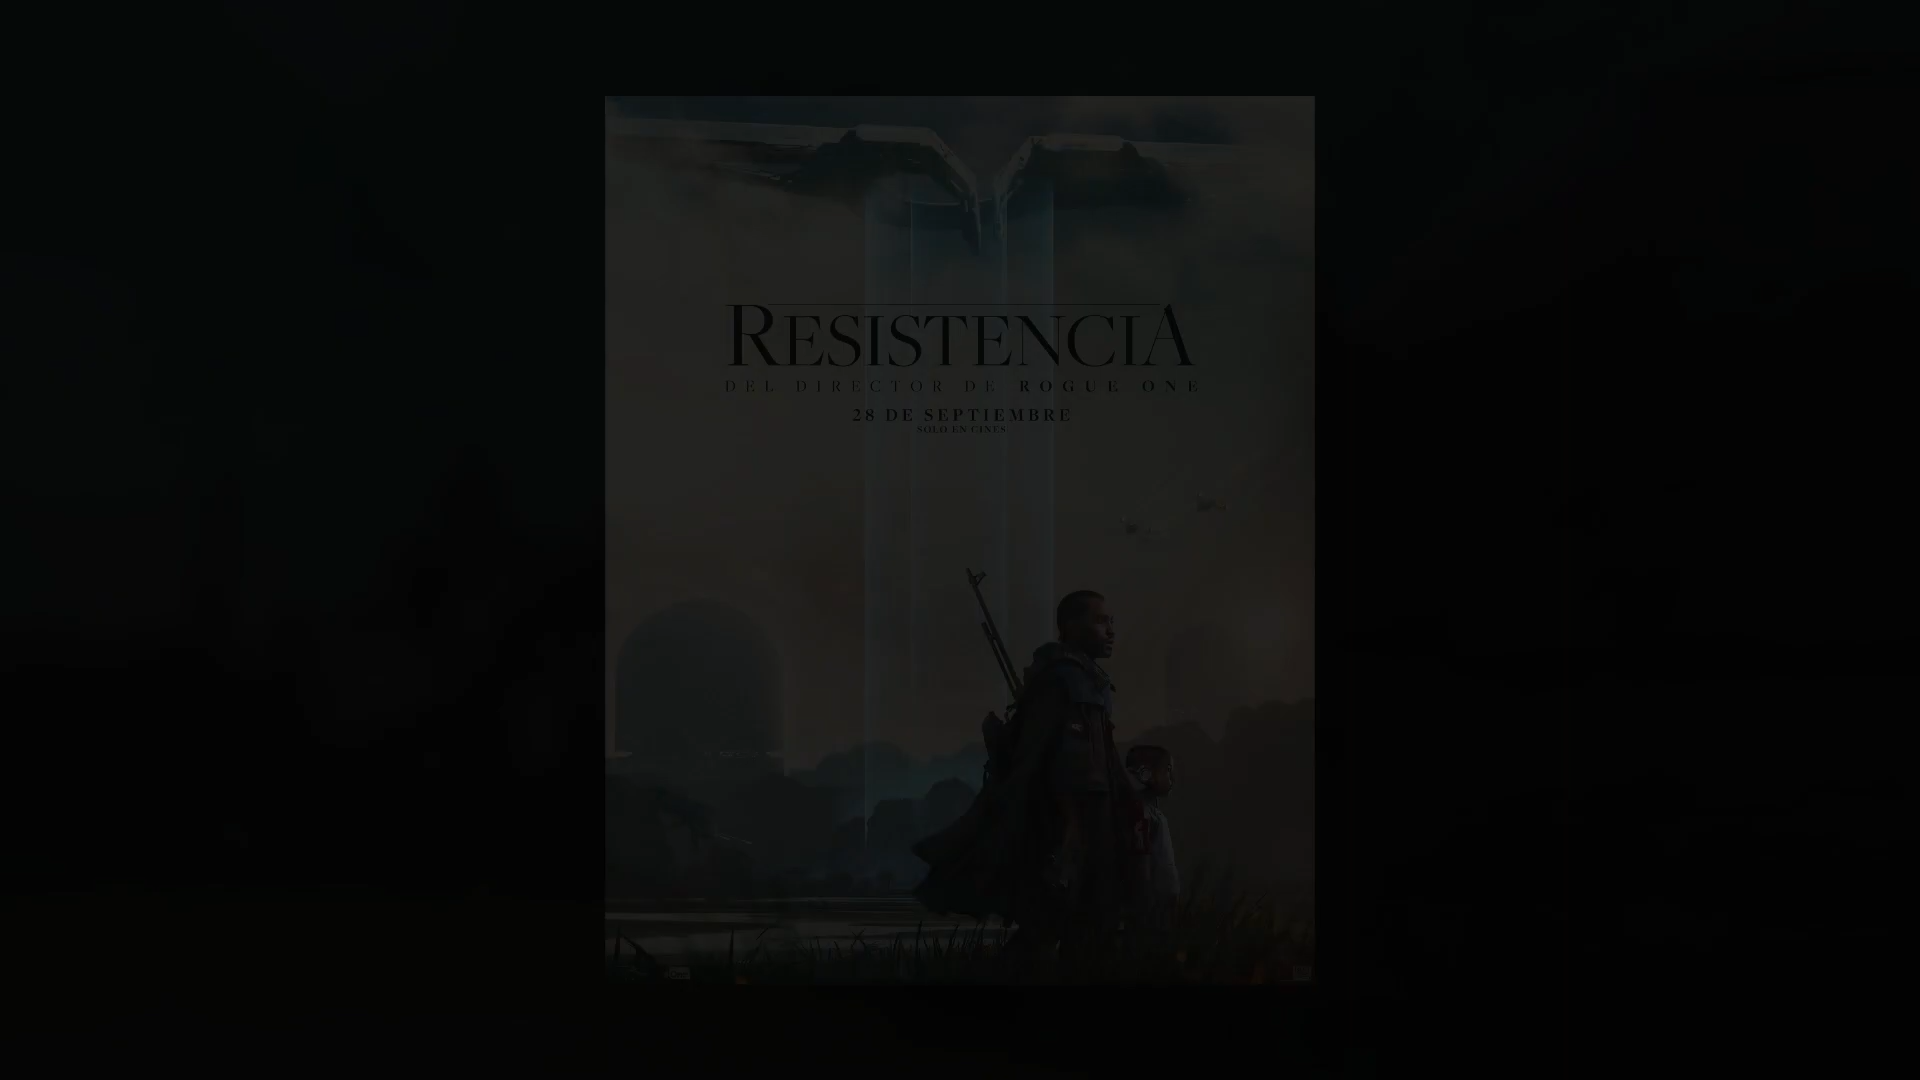 RESISTENCIA
DEL DIRECTOR DE ROGUE ONE
28 DE SEPTIEMBRE
SOLO EN CINES